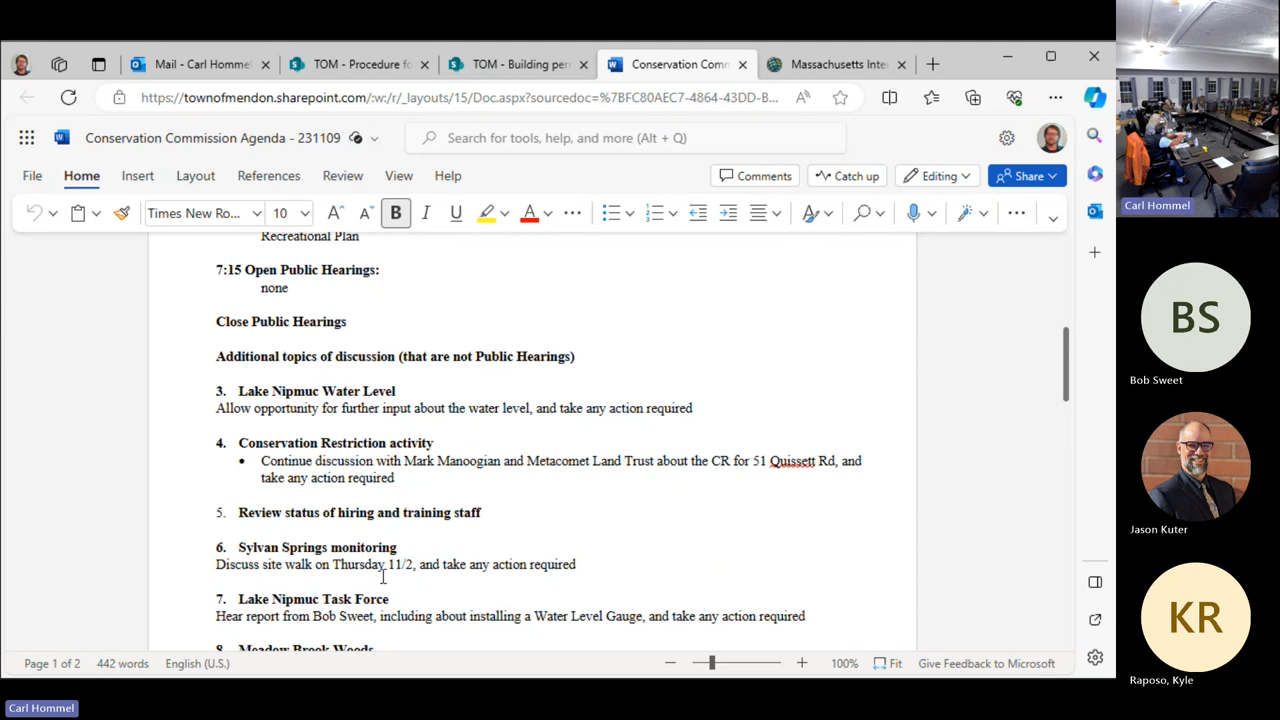 Mail - Carl Hommel
TOM - Procedure fo
TOM - Building peri
Conservation Comm
Massachusetts Inte
https://townofmendon.sharepoint.com/:w:/r/_layouts/15/Doc.aspx?sourcedoc=%7BFC80AEC7-4864-43DD-B...
Conservation Commission Agenda - 231109
Search for tools, help, and more (Alt + Q)
File Home Insert Layout References Review View Help
Comments Catch up Editing Share
Times New Ro... 10 B I U
Recreational Plan
7:15 Open Public Hearings:
none
Close Public Hearings
Additional topics of discussion (that are not Public Hearings)
3. Lake Nipmuc Water Level
Allow opportunity for further input about the water level, and take any action required
4. Conservation Restriction activity
• Continue discussion with Mark Manoogian and Metacomet Land Trust about the CR for 51 Quissett Rd, and
take any action required
5. Review status of hiring and training staff
6. Sylvan Springs monitoring
Discuss site walk on Thursday 11/2, and take any action required
7. Lake Nipmuc Task Force
Hear report from Bob Sweet, including about installing a Water Level Gauge, and take any action required
8. Meadow Brook Woods
Page 1 of 2 442 words English (U.S.) 100% Fit Give Feedback to Microsoft
Carl Hommel
Carl Hommel
BS
Bob Sweet
Jason Kuter
KR
Raposo, Kyle